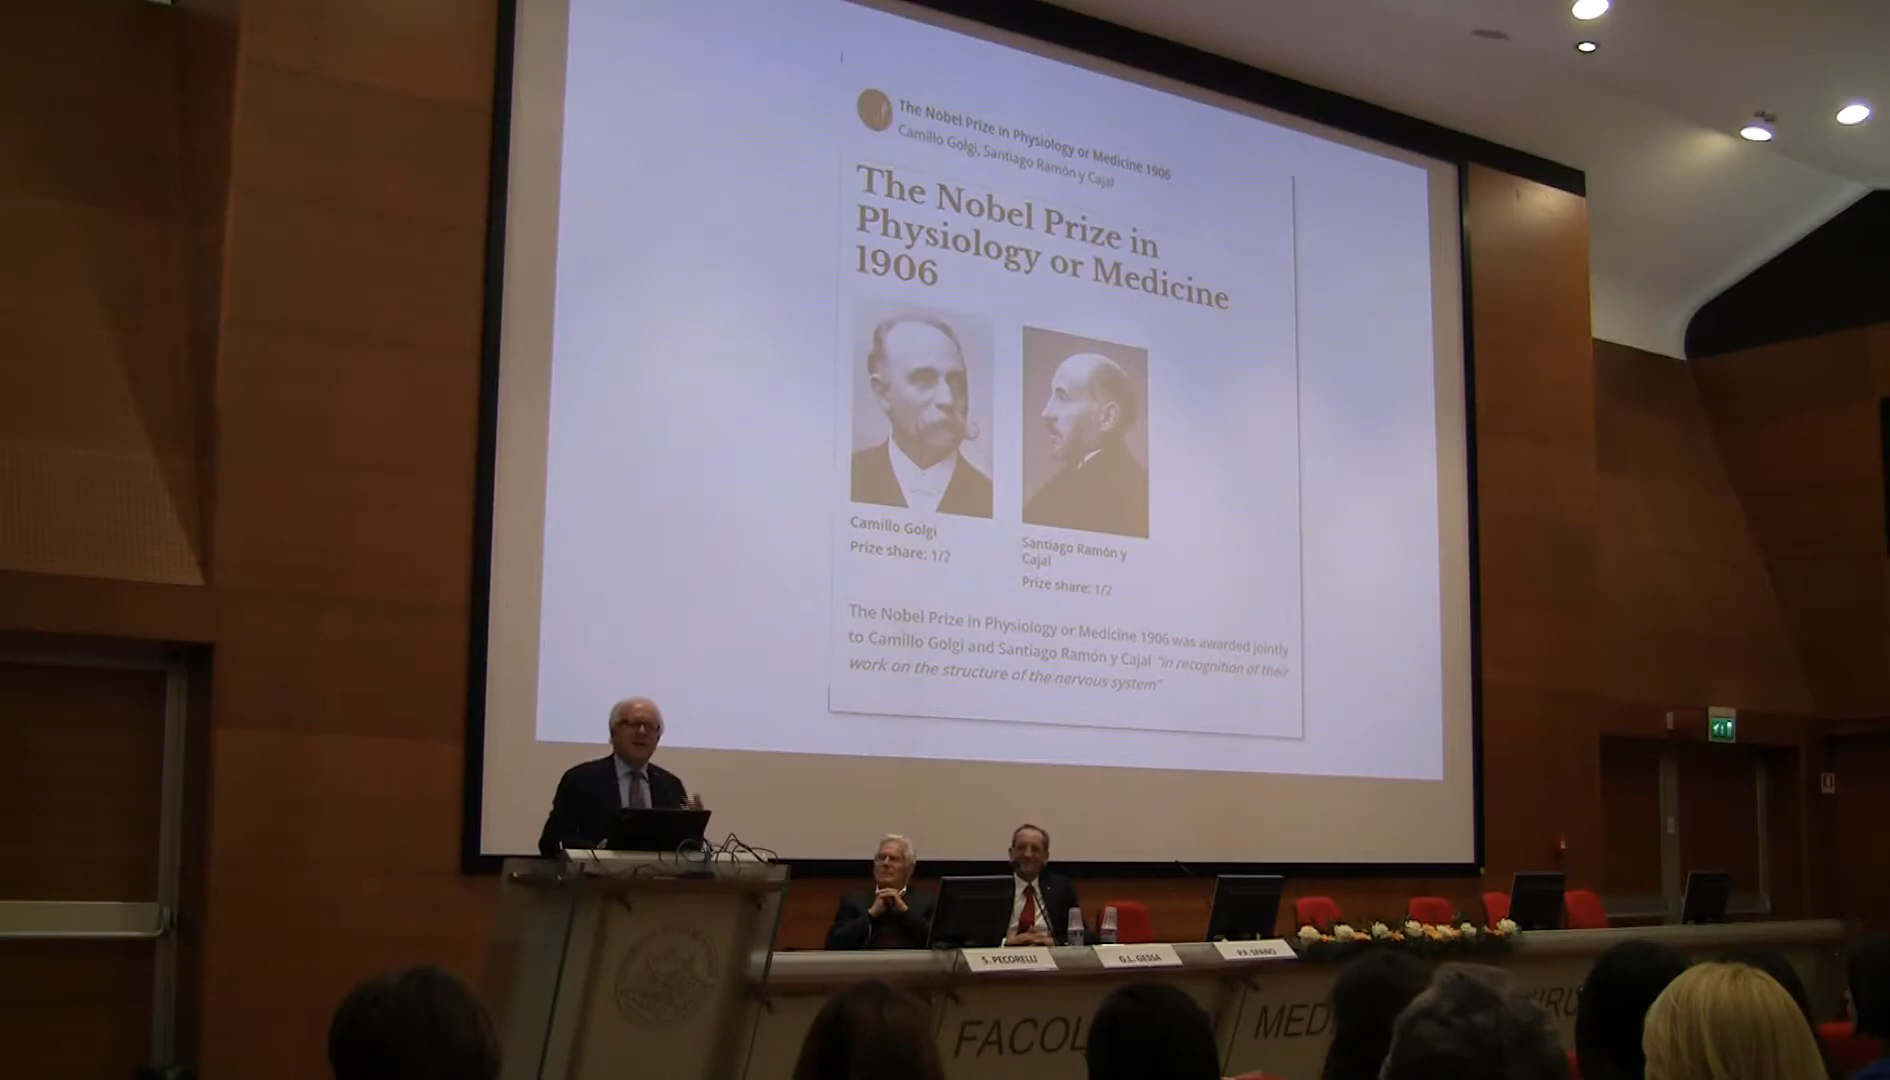 The Nobel Prize in Physiology or Medicine 1906
Camillo Golgi, Santiago Ramón y Cajal
The Nobel Prize in
Physiology or Medicine
1906
Camillo Golgi
Prize share: 1/2
Santiago Ramón y
Cajal
Prize share: 1/2
The Nobel Prize in Physiology or Medicine 1906 was awarded jointly
to Camillo Golgi and Santiago Ramón y Cajal "in recognition of their
work on the structure of the nervous system"
S. PECORELLI
G.L. GESSA
P.F. SPANO
FACOL
MED
IRU